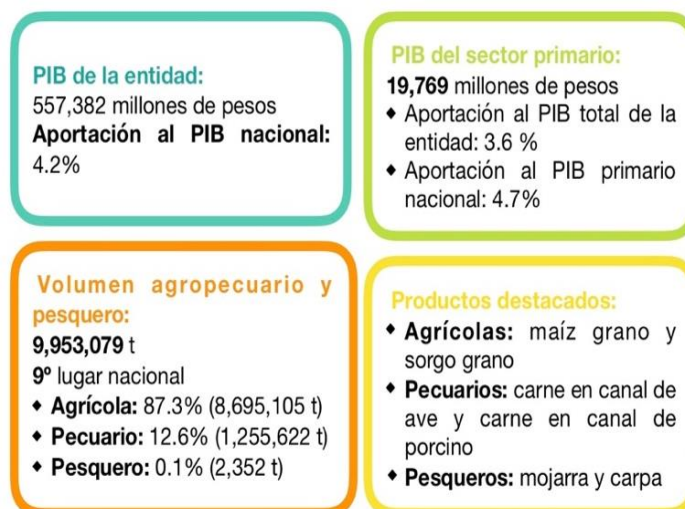 PIB de la entidad:
557,382 millones de pesos
Aportación al PIB nacional:
4.2%
PIB del sector primario:
19,769 millones de pesos
◆ Aportación al PIB total de la
entidad: 3.6 %
◆ Aportación al PIB primario
nacional: 4.7%
Volumen agropecuario y
pesquero:
9,953,079 t
9º lugar nacional
◆ Agrícola: 87.3% (8,695,105 t)
◆ Pecuario: 12.6% (1,255,622 t)
◆ Pesquero: 0.1% (2,352 t)
Productos destacados:
◆ Agrícolas: maíz grano y
sorgo grano
◆ Pecuarios: carne en canal de
ave y carne en canal de
porcino
◆ Pesqueros: mojarra y carpa